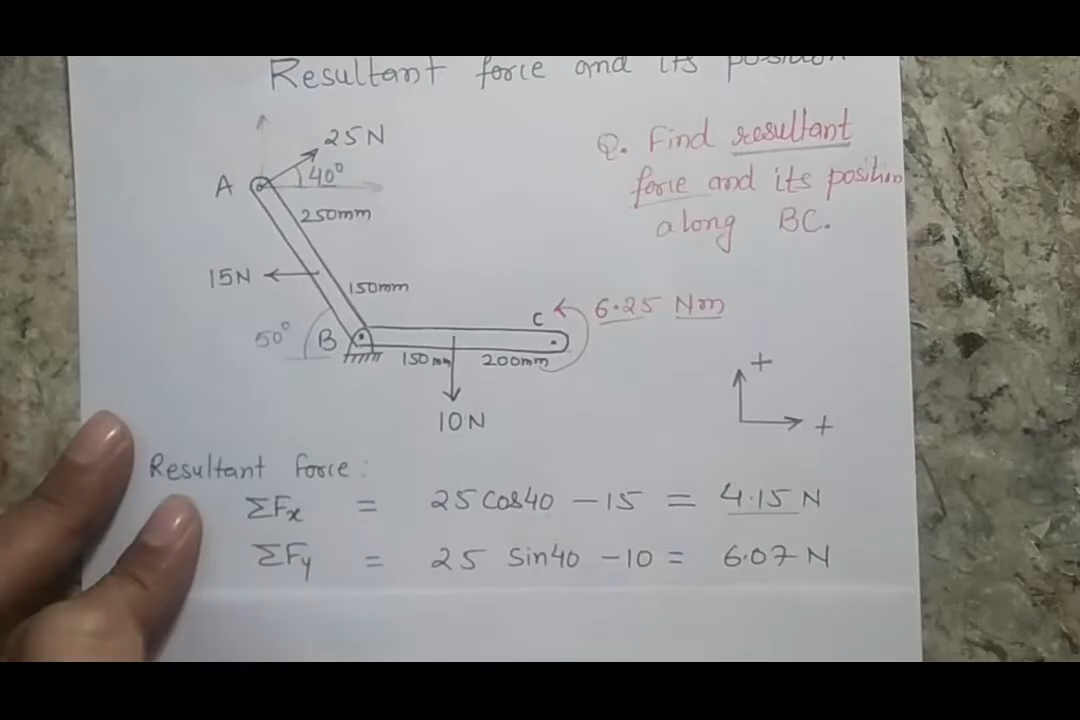 Resultant force and its position
25N
40°
A
250mm
Q. Find resultant
force and its position
along BC.
15N
150mm
50°
B
C
6.25 Nm
150mm
200mm
10N
+
+
Resultant force:
ΣFx = 25 Cos40 - 15 = 4.15 N
ΣFy = 25 Sin40 - 10 = 6.07 N